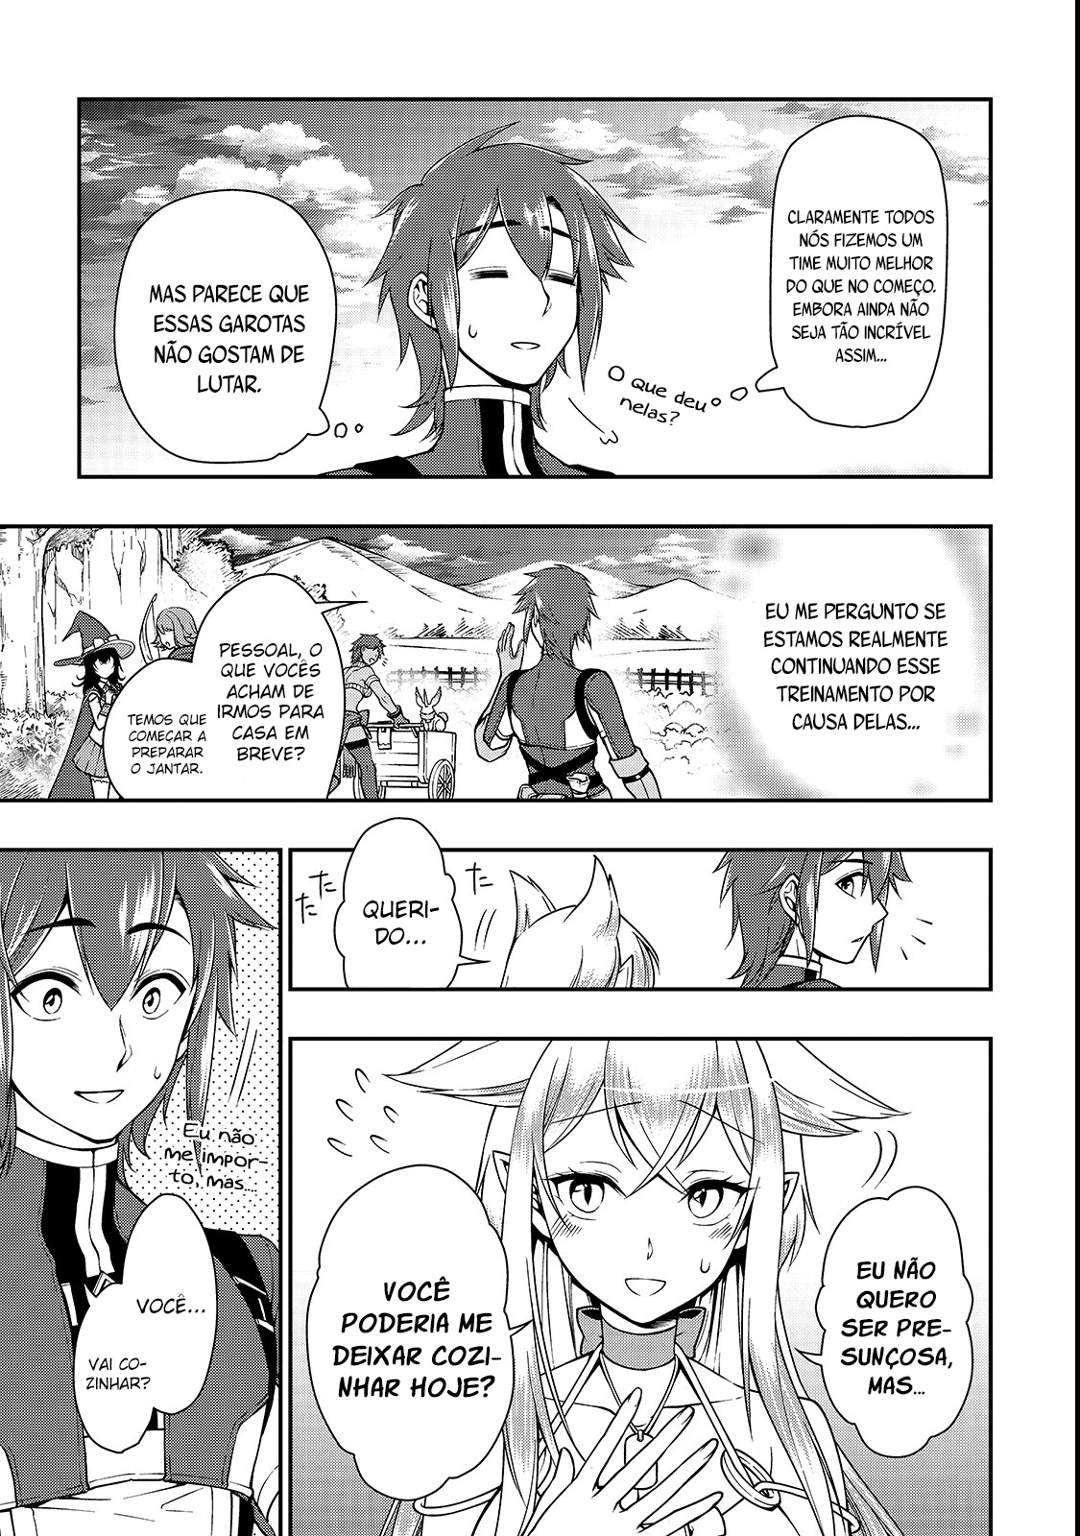 CLARAMENTE TODOS
NÓS FIZEMOS UM
TIME MUITO MELHOR
DO QUE NO COMEÇO.
EMBORA AINDA NÃO
SEJA TÃO INCRÍVEL
ASSIM...
O que deu
nelas?
MAS PARECE QUE
ESSAS GAROTAS
NÃO GOSTAM DE
LUTAR.
EU ME PERGUNTO SE
ESTAMOS REALMENTE
CONTINUANDO ESSE
TREINAMENTO POR
CAUSA DELAS...
PESSOAL, O
QUE VOCÊS
ACHAM DE
IRMOS PARA
CASA EM
BREVE?
TEMOS QUE
COMEÇAR A
PREPARAR
O JANTAR.
た
QUERI-
DO...
た
た
EU NÃO
QUERO
SER PRE-
SUNÇOSA,
MAS...
VOCÊ
PODERIA ME
DEIXAR COZI-
NHAR HOJE?
Eu não
me impor-
to, mas...
VOCÊ...
VAI CO-
ZINHAR?